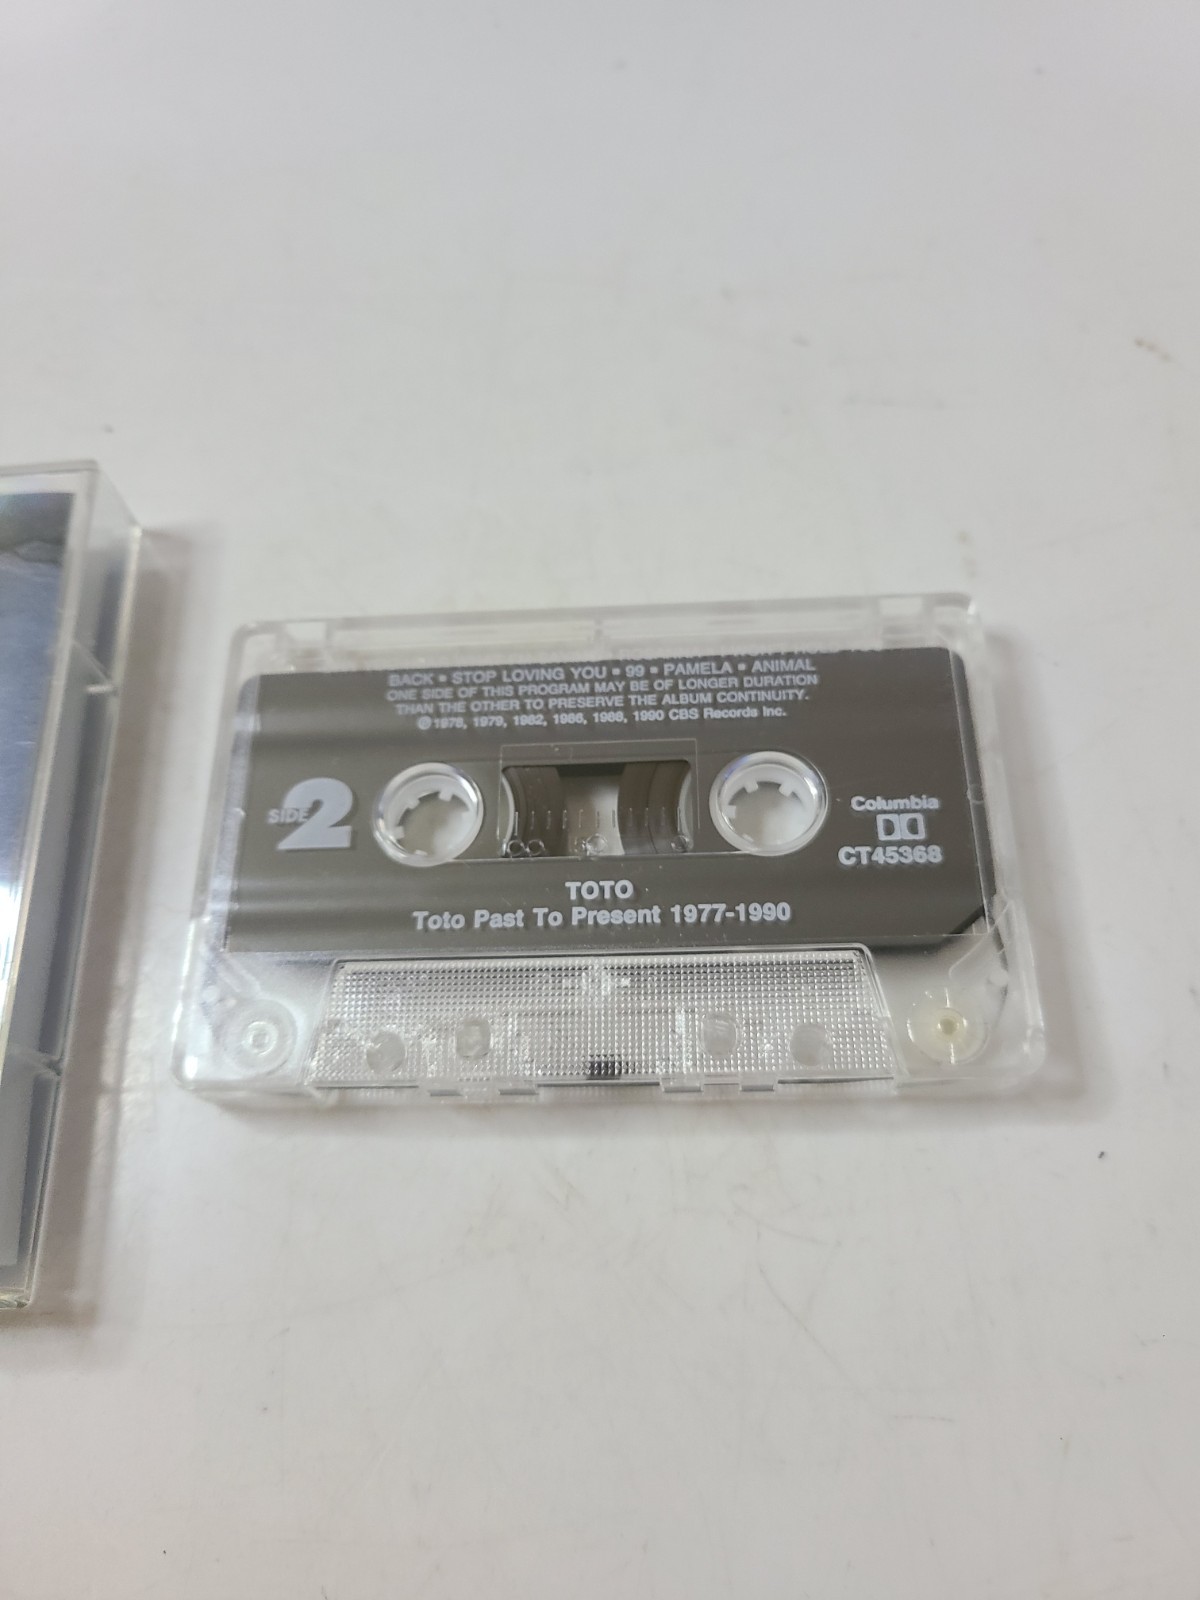 BACK • STOP LOVING YOU • 99 • PAMELA • ANIMAL
ONE SIDE OF THIS PROGRAM MAY BE OF LONGER DURATION
THAN THE OTHER TO PRESERVE THE ALBUM CONTINUITY.
℗ 1978, 1979, 1982, 1986, 1988, 1990 CBS Records Inc.
SIDE 2
Columbia
CT45368
TOTO
Toto Past To Present 1977-1990